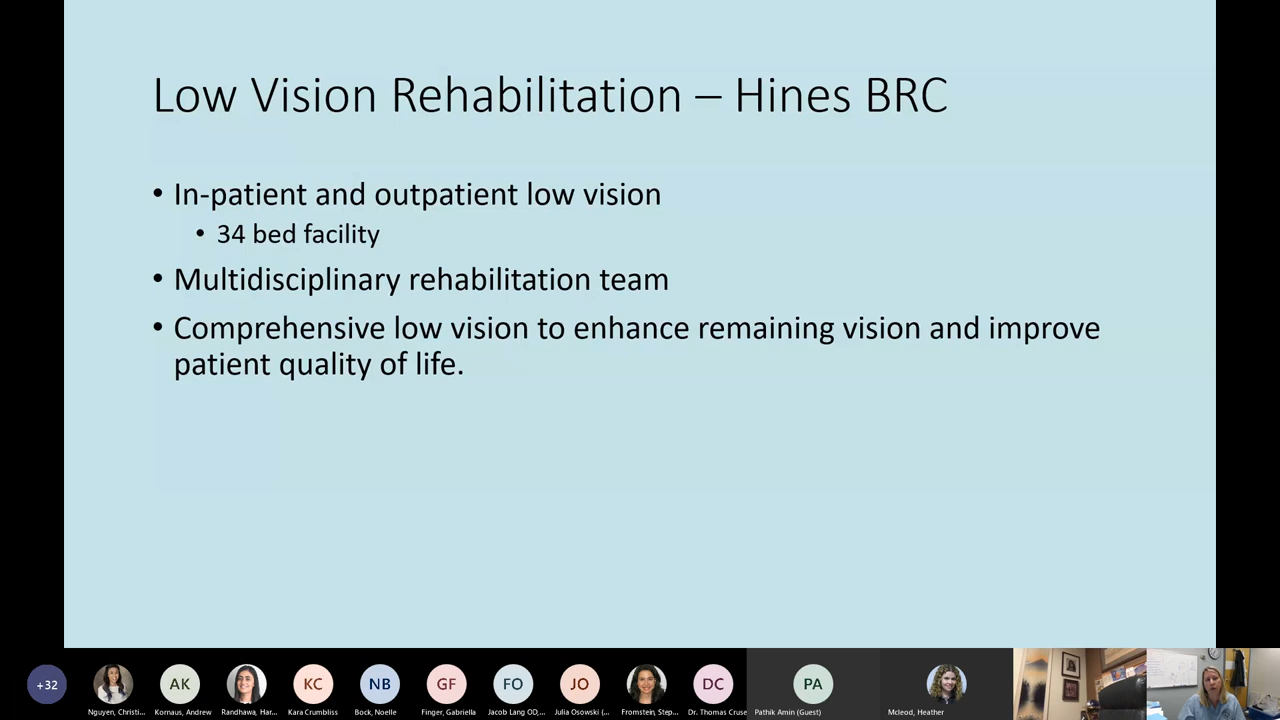 Low Vision Rehabilitation – Hines BRC
• In-patient and outpatient low vision
• 34 bed facility
• Multidisciplinary rehabilitation team
• Comprehensive low vision to enhance remaining vision and improve
patient quality of life.
+32
AK
KC
NB
GF
FO
JO
DC
PA
Nguyen, Christi...
Kornaus, Andrew
Randhawa, Har...
Kara Crumbliss
Bock, Noelle
Finger, Gabriella
Jacob Lang OD,...
Julia Osowski (...
Fromstein, Step...
Dr. Thomas Cruse
Pathik Amin (Guest)
Mcleod, Heather